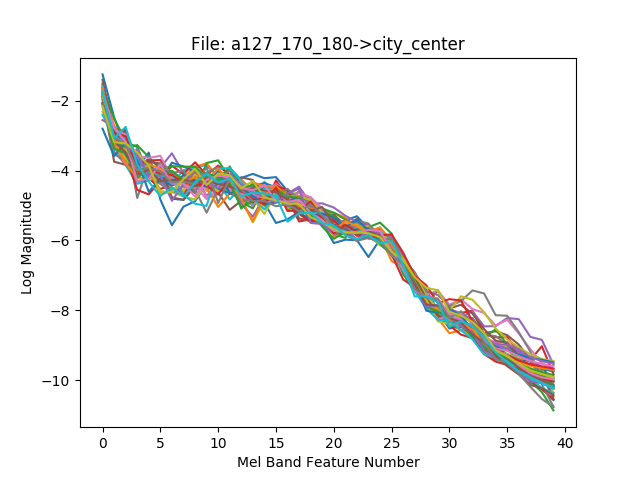 File: a127_170_180->city_center
−2
−4
−6
−8
−10
Log Magnitude
0 5 10 15 20 25 30 35 40
Mel Band Feature Number